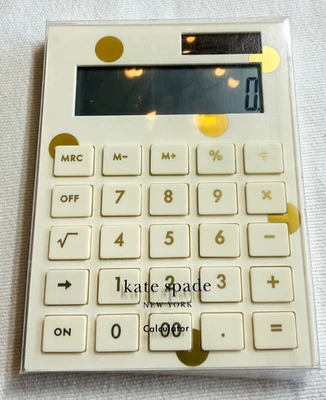 0.
MRC M− M+ % ÷
OFF 7 8 9 ×
√ 4 5 6 −
→ 1 2 3 +
kate spade
NEW YORK
ON 0 00 . =
Calculator